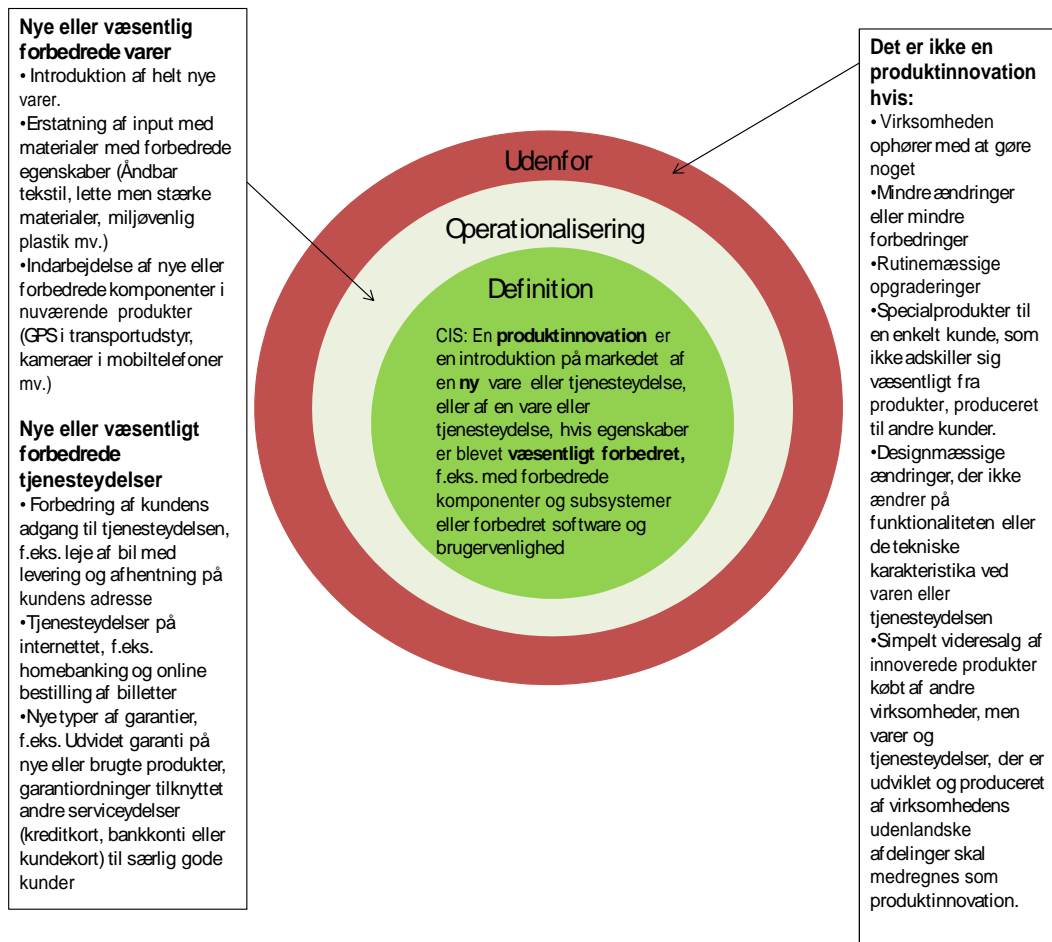 Nye eller væsentlig
forbedrede varer
• Introduktion af helt nye
varer.
•Erstatning af input med
materialer med forbedrede
egenskaber (Åndbar
tekstil, lette men stærke
materialer, miljøvenlig
plastik mv.)
•Indarbejdelse af nye eller
forbedrede komponenter i
nuværende produkter
(GPS i transportudstyr,
kameraer i mobiltelefoner
mv.)
Nye eller væsentligt
forbedrede
tjenesteydelser
• Forbedring af kundens
adgang til tjenesteydelsen,
f.eks. leje af bil med
levering og afhentning på
kundens adresse
•Tjenesteydelser på
internettet, f.eks.
homebanking og online
bestilling af billetter
•Nye typer af garantier,
f.eks. Udvidet garanti på
nye eller brugte produkter,
garantiordninger tilknyttet
andre serviceydelser
(kreditkort, bankkonti eller
kundekort) til særlig gode
kunder
Udenfor
Operationalisering
Definition
CIS: En produktinnovation er
en introduktion på markedet af
en ny vare eller tjenesteydelse,
eller af en vare eller
tjenesteydelse, hvis egenskaber
er blevet væsentligt forbedret,
f.eks. med forbedrede
komponenter og subsystemer
eller forbedret software og
brugervenlighed
Det er ikke en
produktinnovation
hvis:
• Virksomheden
ophører med at gøre
noget
•Mindre ændringer
eller mindre
forbedringer
•Rutinemæssige
opgraderinger
•Specialprodukter til
en enkelt kunde, som
ikke adskiller sig
væsentligt fra
produkter, produceret
til andre kunder.
•Designmæssige
ændringer, der ikke
ændrer på
funktionaliteten eller
de tekniske
karakteristika ved
varen eller
tjenesteydelsen
•Simpelt videresalg af
innoverede produkter
købt af andre
virksomheder, men
varer og
tjenesteydelser, der er
udviklet og produceret
af virksomhedens
udenlandske
afdelinger skal
medregnes som
produktinnovation.